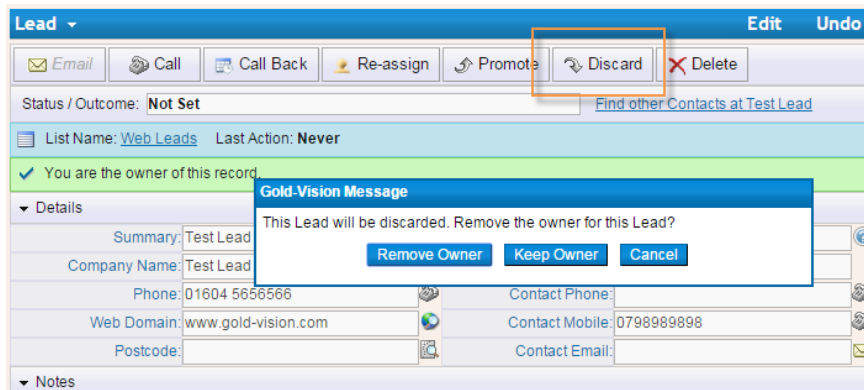 Lead Edit Undo
Email Call Call Back Re-assign Promote Discard Delete
Status / Outcome: Not Set Find other Contacts at Test Lead
List Name: Web Leads Last Action: Never
You are the owner of this record.
Gold-Vision Message
This Lead will be discarded. Remove the owner for this Lead?
Remove Owner Keep Owner Cancel
Details
Summary: Test Lead
Company Name: Test Lead
Phone: 01604 5656566 Contact Phone:
Web Domain: www.gold-vision.com Contact Mobile: 0798989898
Postcode: Contact Email:
Notes